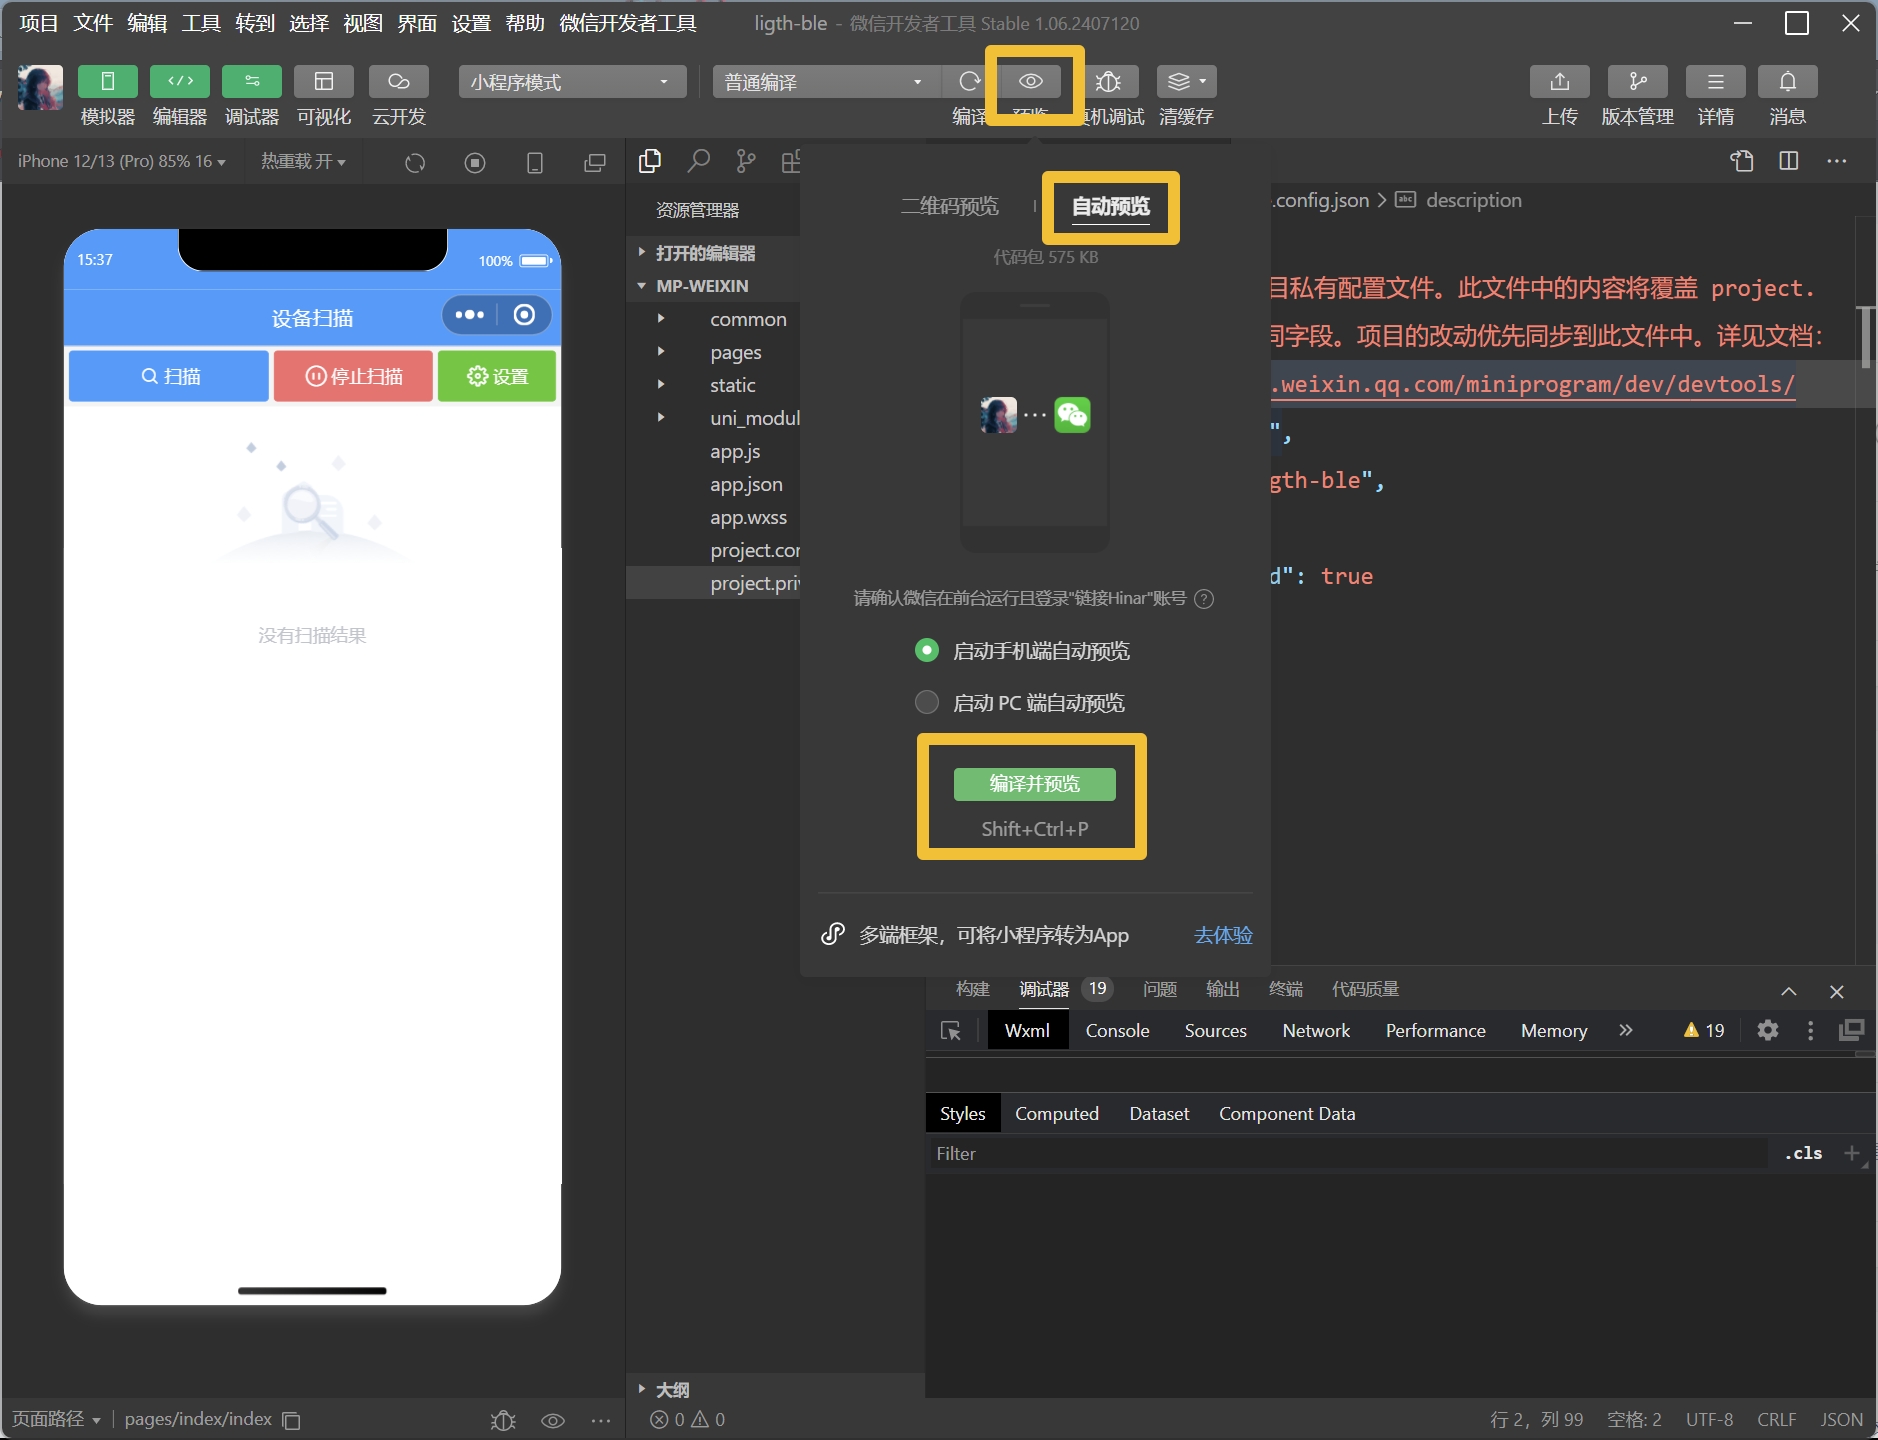 项目 文件 编辑 工具 转到 选择 视图 界面 设置 帮助 微信开发者工具
ligth-ble - 微信开发者工具 Stable 1.06.2407120
模拟器 编辑器 调试器 可视化 云开发
小程序模式
普通编译
编译 预览 真机调试 清缓存
上传 版本管理 详情 消息
iPhone 12/13 (Pro) 85% 16
热重载 开
15:37
100%
设备扫描
扫描
停止扫描
设置
没有扫描结果
资源管理器
打开的编辑器
MP-WEIXIN
common
pages
static
uni_modul
app.js
app.json
app.wxss
project.cor
project.priv
大纲
二维码预览
自动预览
代码包 575 KB
请确认微信在前台运行且登录"链接Hinar"账号 ?
启动手机端自动预览
启动 PC 端自动预览
编译并预览
Shift+Ctrl+P
多端框架，可将小程序转为App
去体验
.config.json > abc description
目私有配置文件。此文件中的内容将覆盖 project.
同字段。项目的改动优先同步到此文件中。详见文档：
.weixin.qq.com/miniprogram/dev/devtools/
",
gth-ble",
d": true
构建 调试器 19 问题 输出 终端 代码质量
Wxml Console Sources Network Performance Memory » 19
Styles Computed Dataset Component Data
Filter
.cls
页面路径
pages/index/index
0 0
行 2，列 99 空格: 2 UTF-8 CRLF JSON